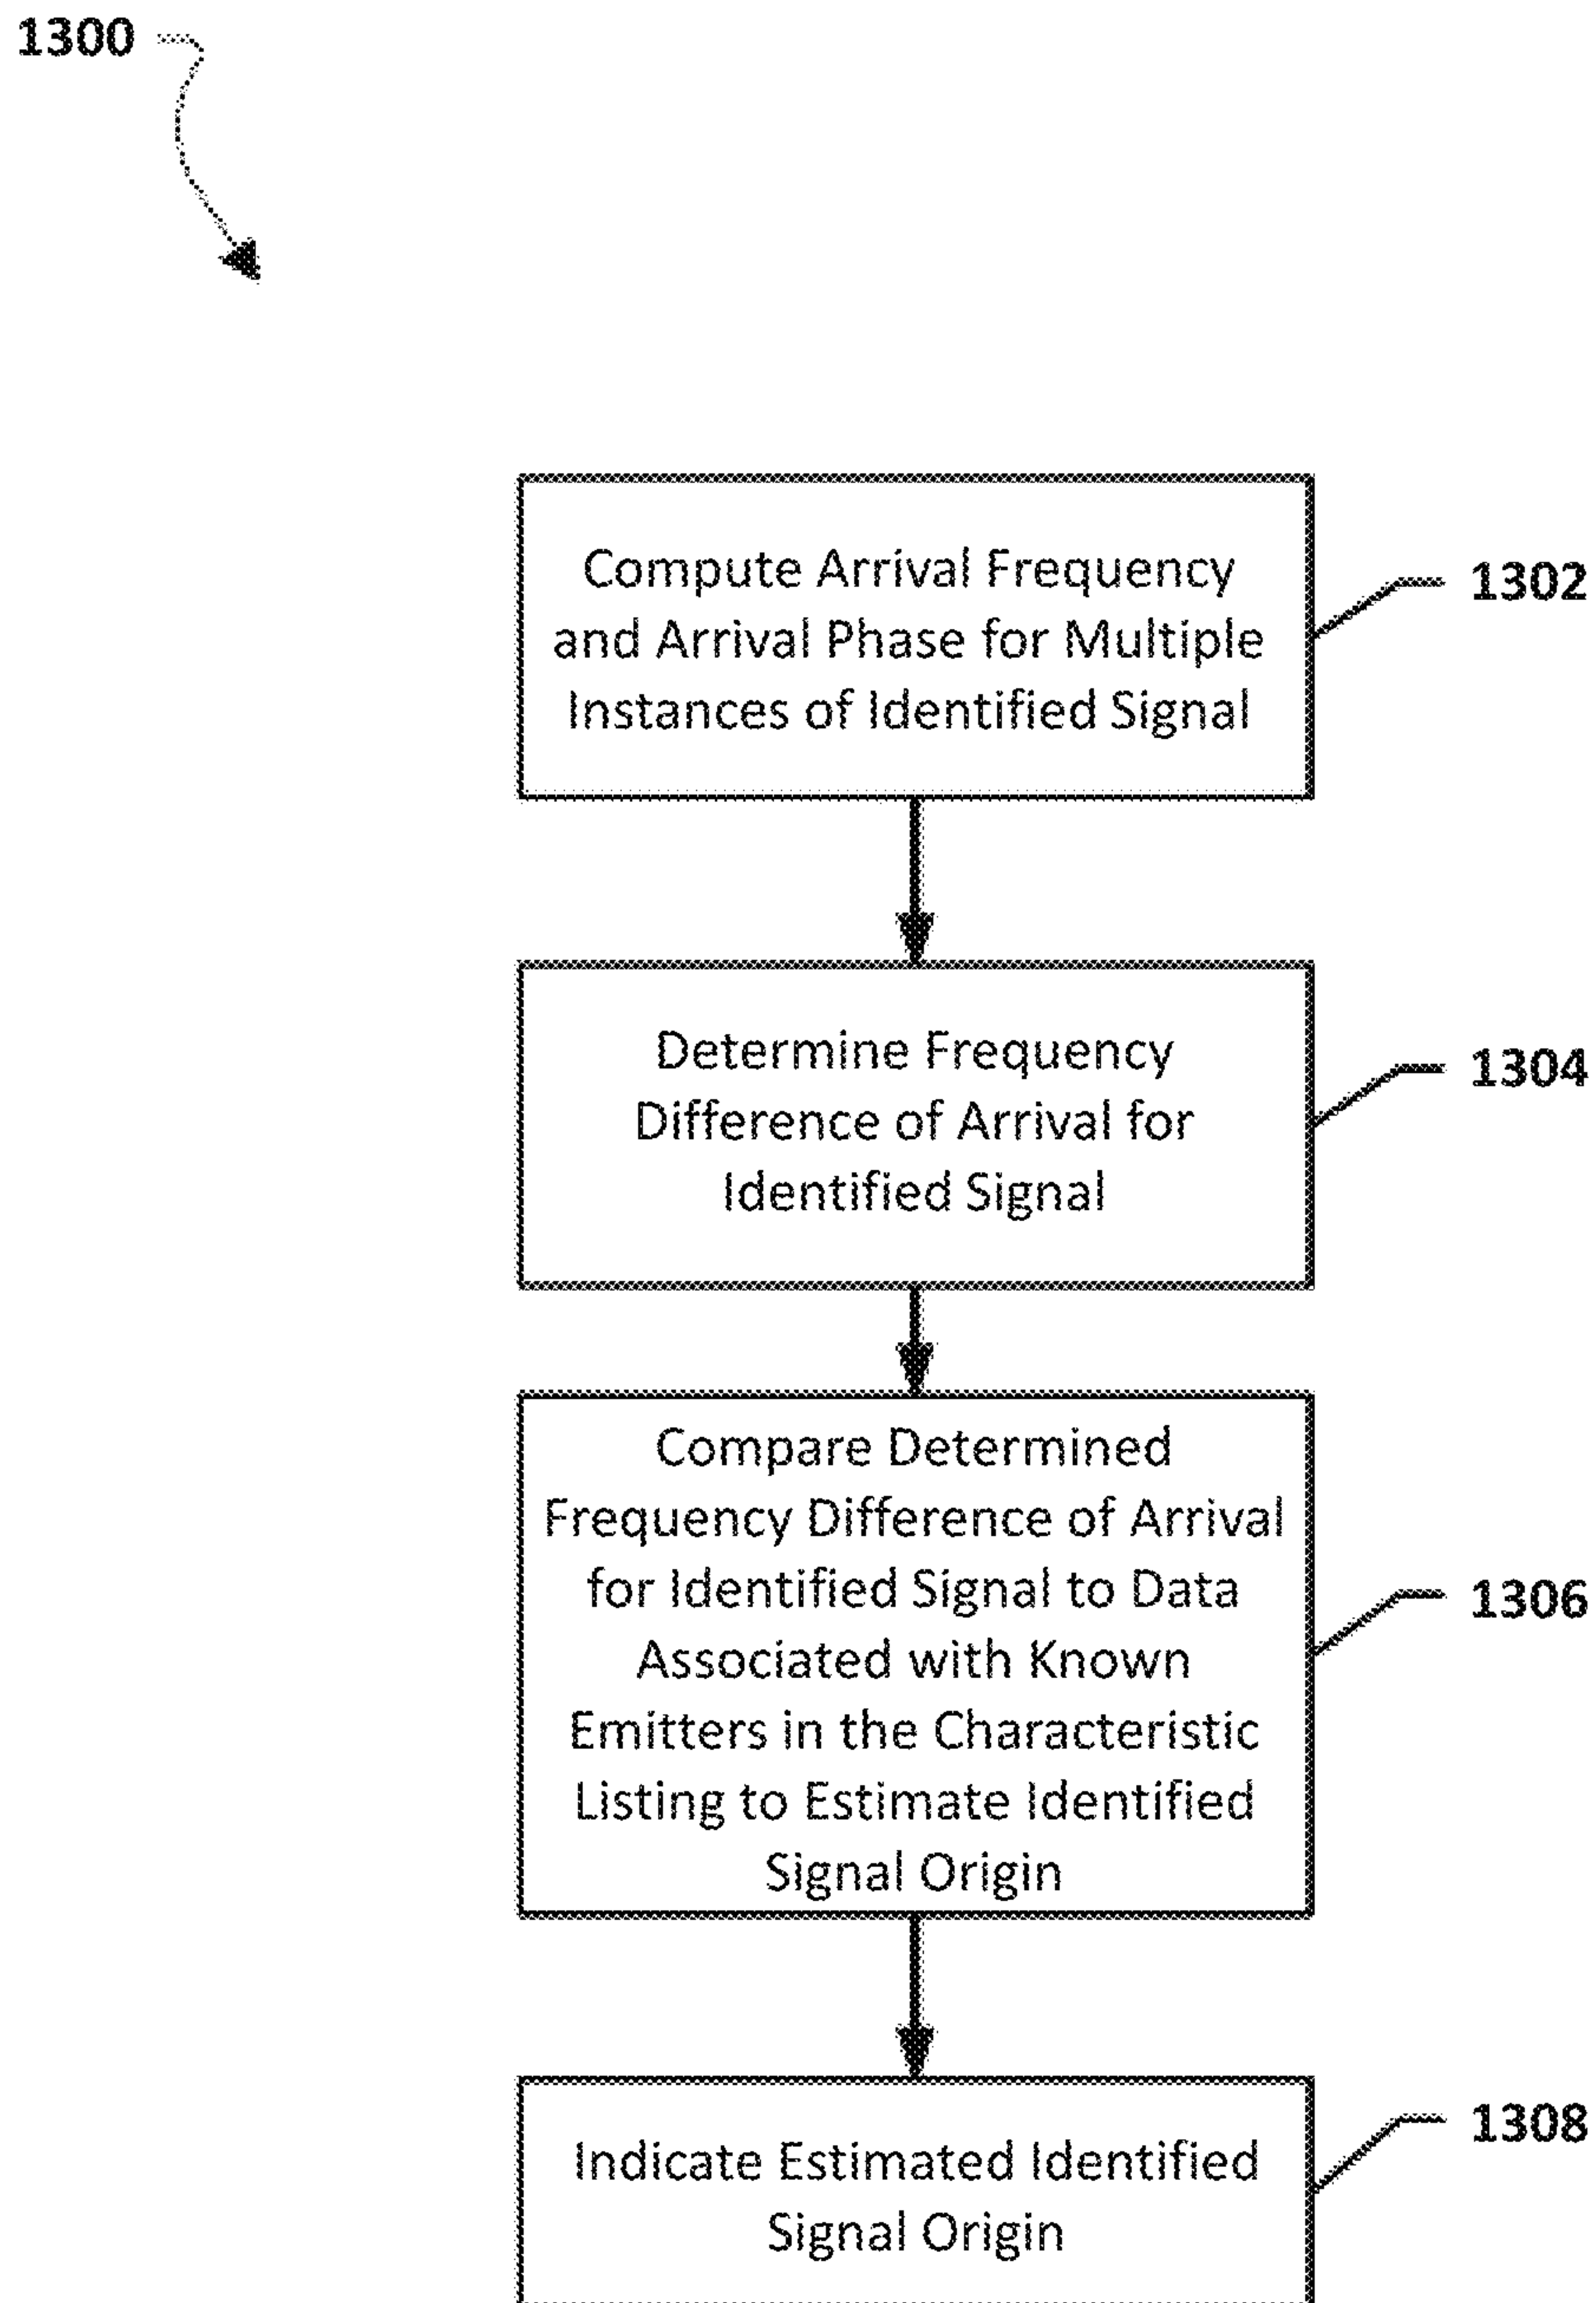 1300
Compute Arrival Frequency
and Arrival Phase for Multiple
Instances of Identified Signal
1302
Determine Frequency
Difference of Arrival for
Identified Signal
1304
Compare Determined
Frequency Difference of Arrival
for Identified Signal to Data
Associated with Known
Emitters in the Characteristic
Listing to Estimate Identified
Signal Origin
1306
Indicate Estimated Identified
Signal Origin
1308